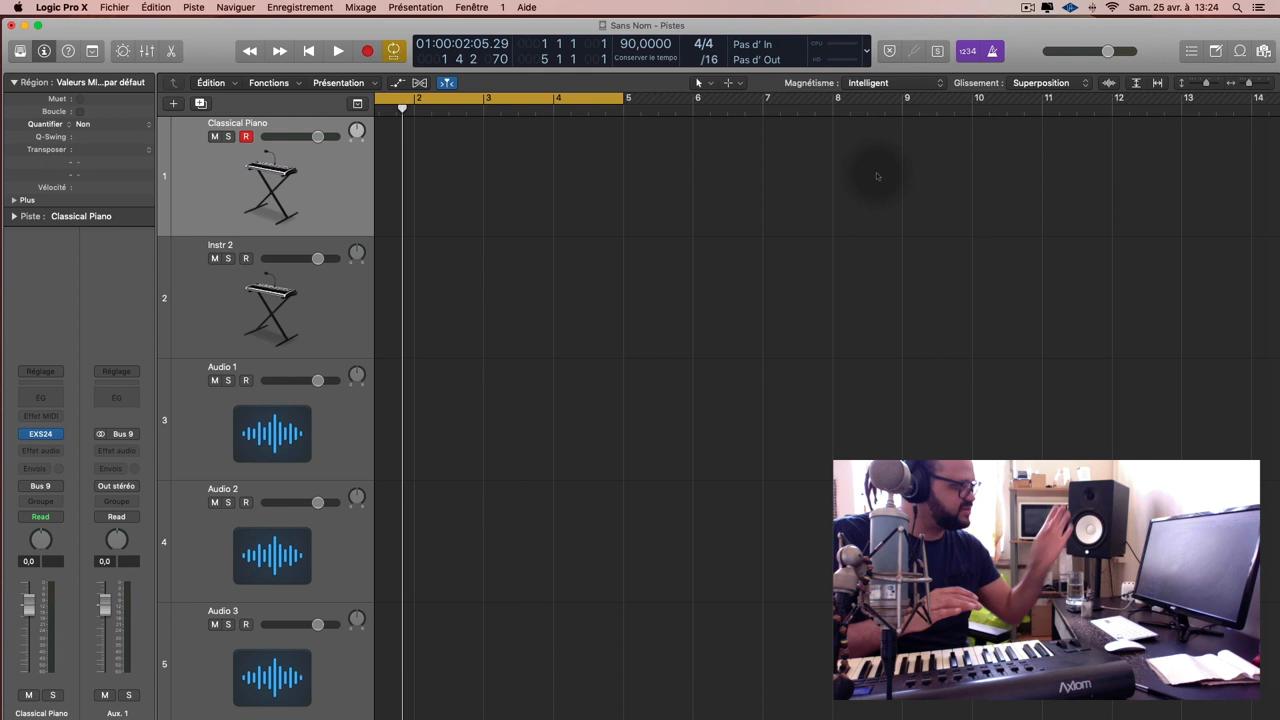 Logic Pro X Fichier Édition Piste Naviguer Enregistrement Mixage Présentation Fenêtre 1 Aide Sam. 25 avr. à 13:24
Sans Nom - Pistes
01:00:02:05.29 1 1 1 1 90,0000 4/4 Pas d' In CPU
1 4 2 70 5 1 1 1 Conserver le tempo /16 Pas d' Out HD
1234
Région : Valeurs MI...par défaut
Édition Fonctions Présentation Magnétisme : Intelligent Glissement : Superposition
Muet :
Boucle :
Quantifier Non
Q-Swing :
Transposer :
Vélocité :
Plus
Piste : Classical Piano
2 3 4 5 6 7 8 9 10 11 12 13 14
1 Classical Piano
M S R
2 Instr 2
M S R
3 Audio 1
M S R
4 Audio 2
M S R
5 Audio 3
M S R
Réglage Réglage
EG EG
Effet MIDI
EXS24 Bus 9
Effet audio Effet audio
Envois Envois
Bus 9 Out stéréo
Groupe Groupe
Read Read
0,0 0,0
M S M S
Classical Piano Aux. 1
AXIOM